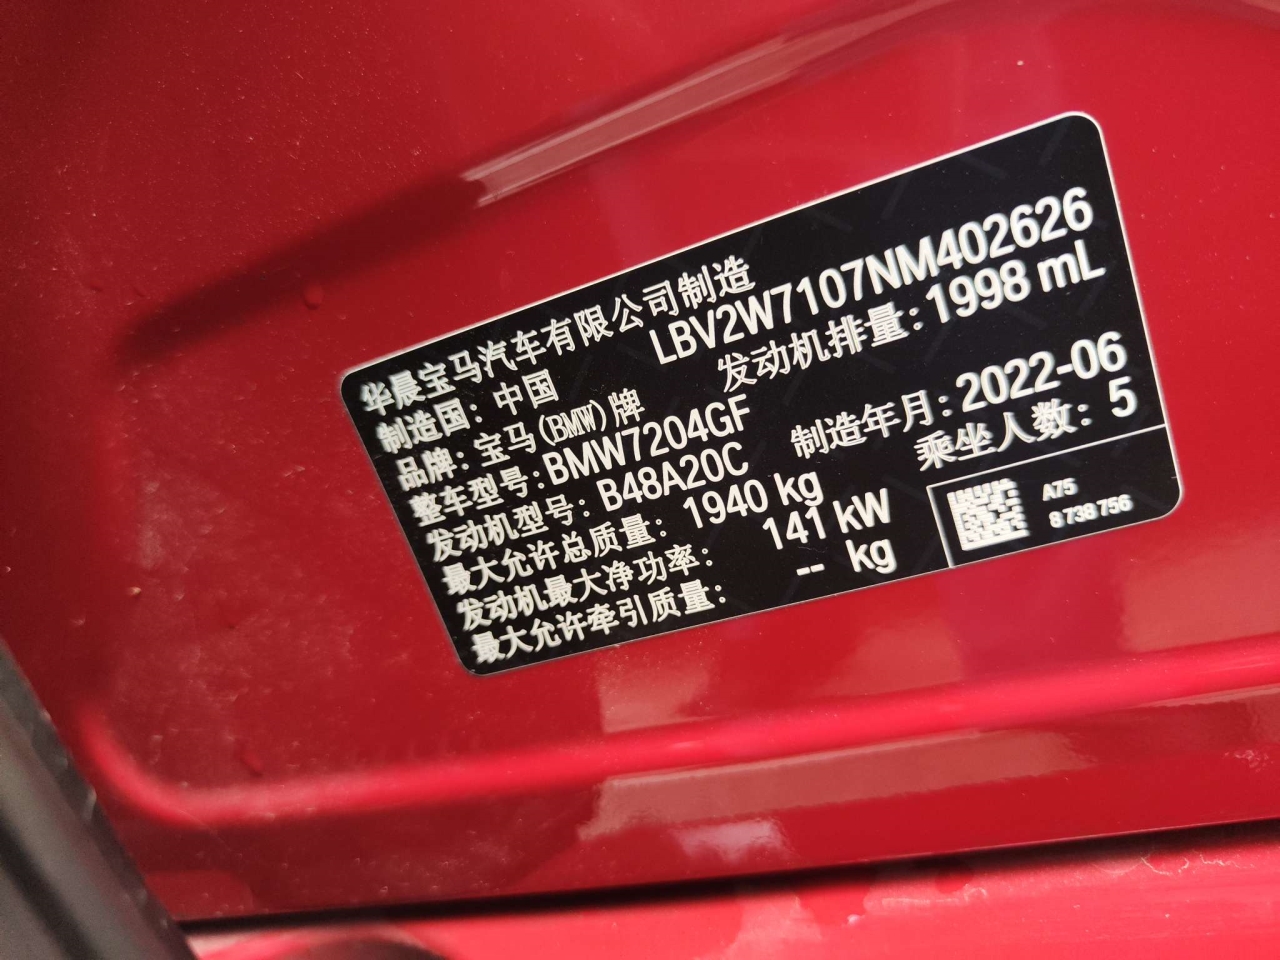 华晨宝马汽车有限公司制造
制造国：中国 LBV2W7107NM402626
品牌：宝马(BMW)牌 发动机排量：1998 mL
整车型号：BMW7204GF
发动机型号：B48A20C 制造年月：2022-06
最大允许总质量：1940 kg 乘坐人数：5
发动机最大净功率：141 kW
最大允许牵引质量：-- kg
A75
8 738 756